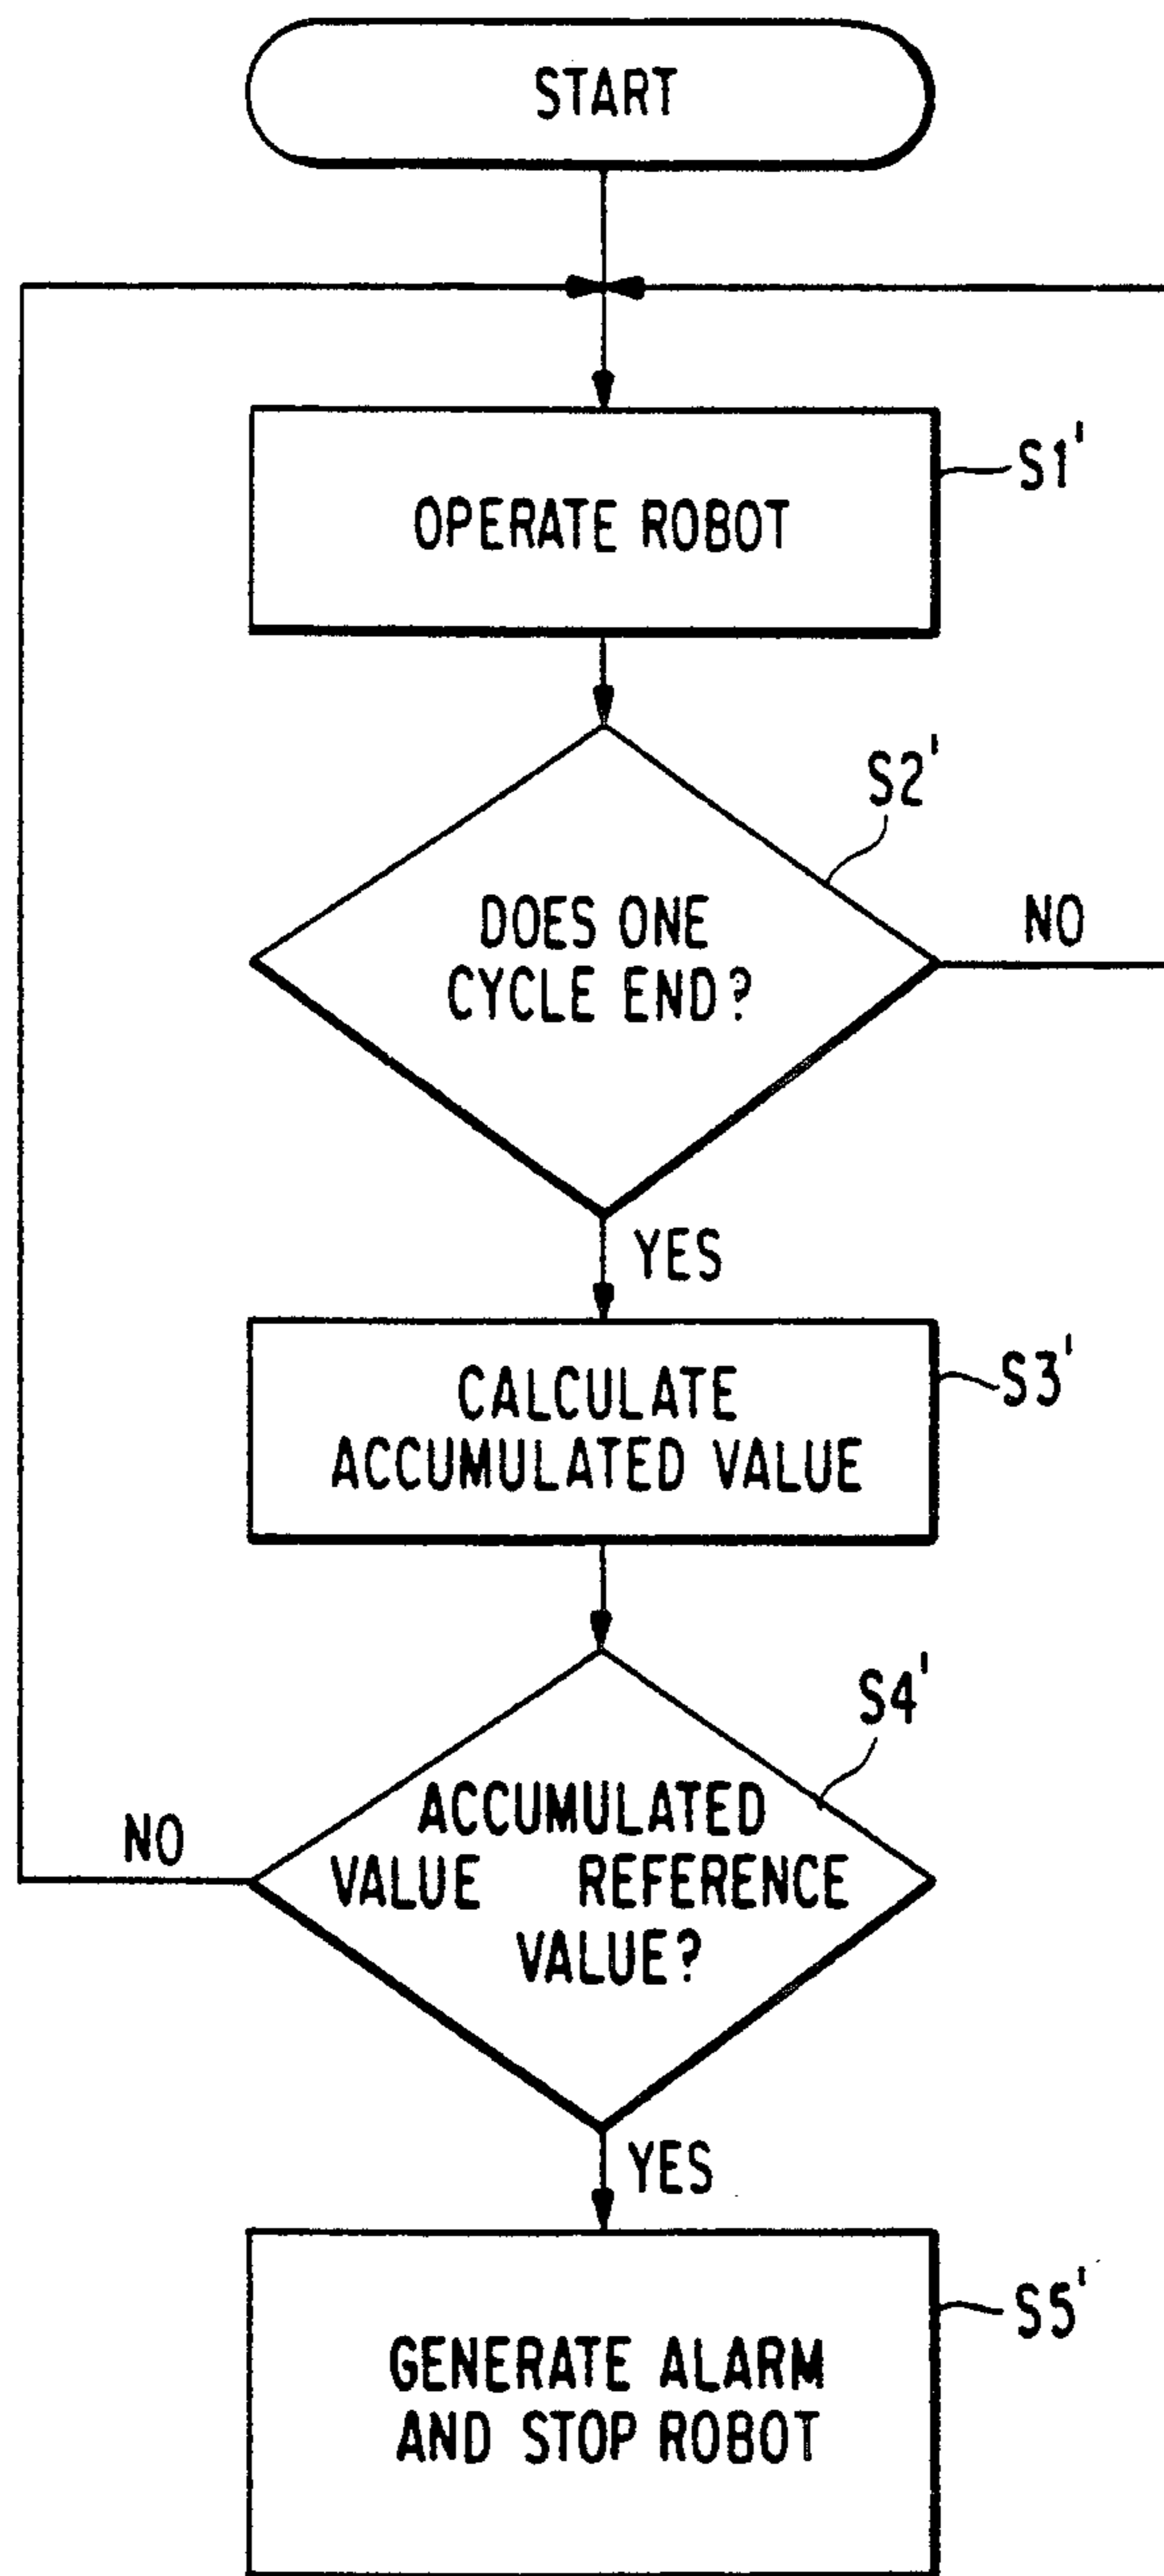 START
OPERATE ROBOT
S1'
S2'
DOES ONE
CYCLE END?
NO
YES
CALCULATE
ACCUMULATED VALUE
S3'
S4'
ACCUMULATED
VALUE REFERENCE
VALUE?
NO
YES
GENERATE ALARM
AND STOP ROBOT
S5'